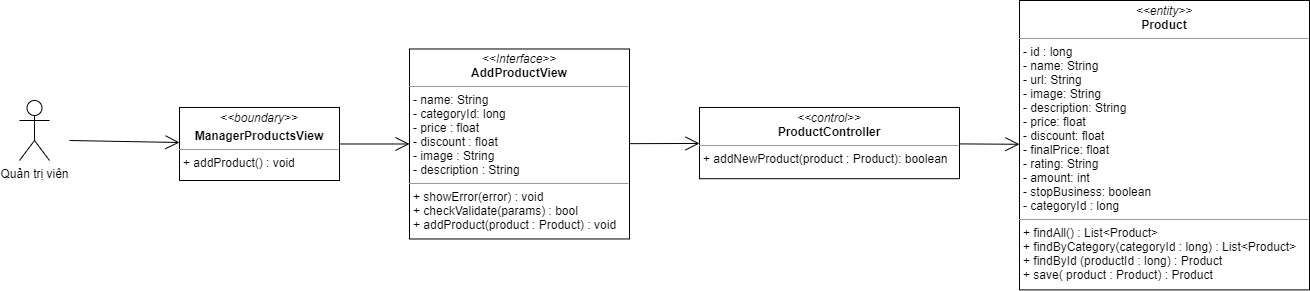 Quản trị viên
<<boundary>>
ManagerProductsView
+ addProduct() : void
<<Interface>>
AddProductView
- name: String
- categoryId: long
- price : float
- discount : float
- image : String
- description : String
+ showError(error) : void
+ checkValidate(params) : bool
+ addProduct(product : Product) : void
<<control>>
ProductController
+ addNewProduct(product : Product): boolean
<<entity>>
Product
- id : long
- name: String
- url: String
- image: String
- description: String
- price: float
- discount: float
- finalPrice: float
- rating: String
- amount: int
- stopBusiness: boolean
- categoryId : long
+ findAll() : List<Product>
+ findByCategory(categoryId : long) : List<Product>
+ findById (productId : long) : Product
+ save( product : Product) : Product